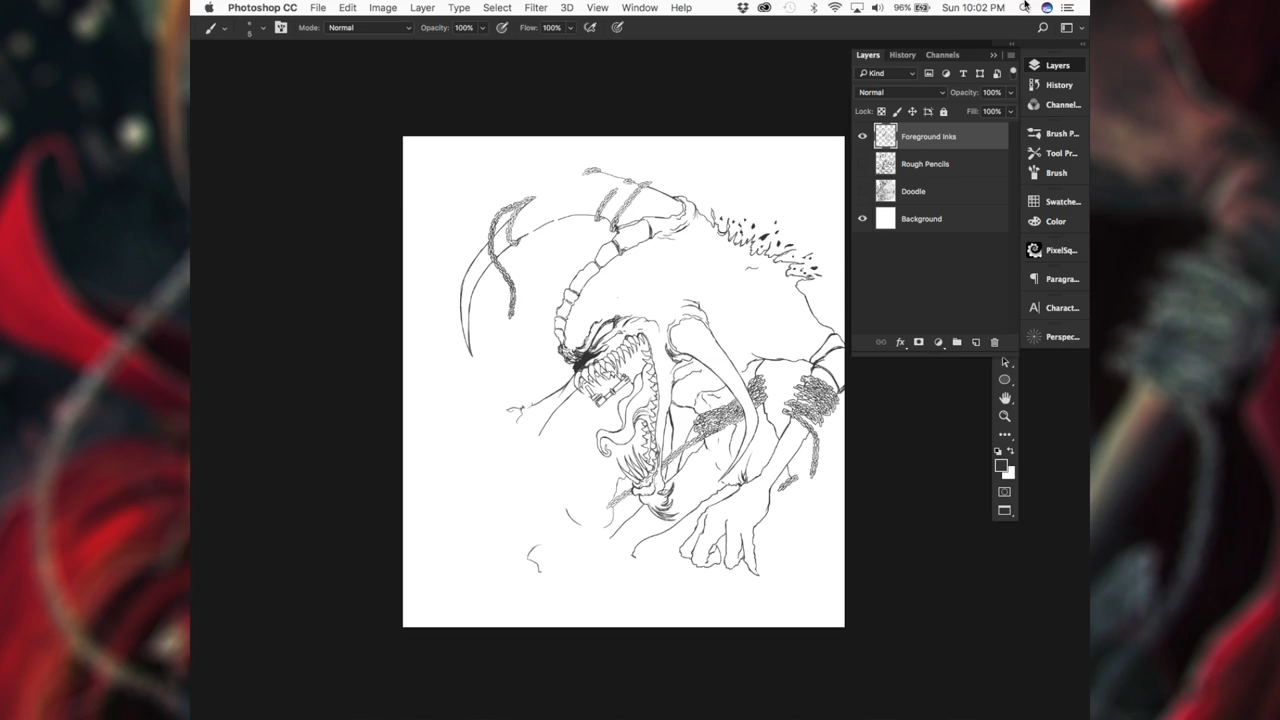 Photoshop CC File Edit Image Layer Type Select Filter 3D View Window Help 96% Sun 10:02 PM
5 Mode: Normal Opacity: 100% Flow: 100%
Layers History Channels
Kind
Normal Opacity: 100%
Lock: Fill: 100%
Foreground Inks
Rough Pencils
Doodle
Background
fx
Layers
History
Channel...
Brush P...
Tool Pr...
Brush
Swatche...
Color
PixelSq...
Paragra...
Charact...
Perspec...